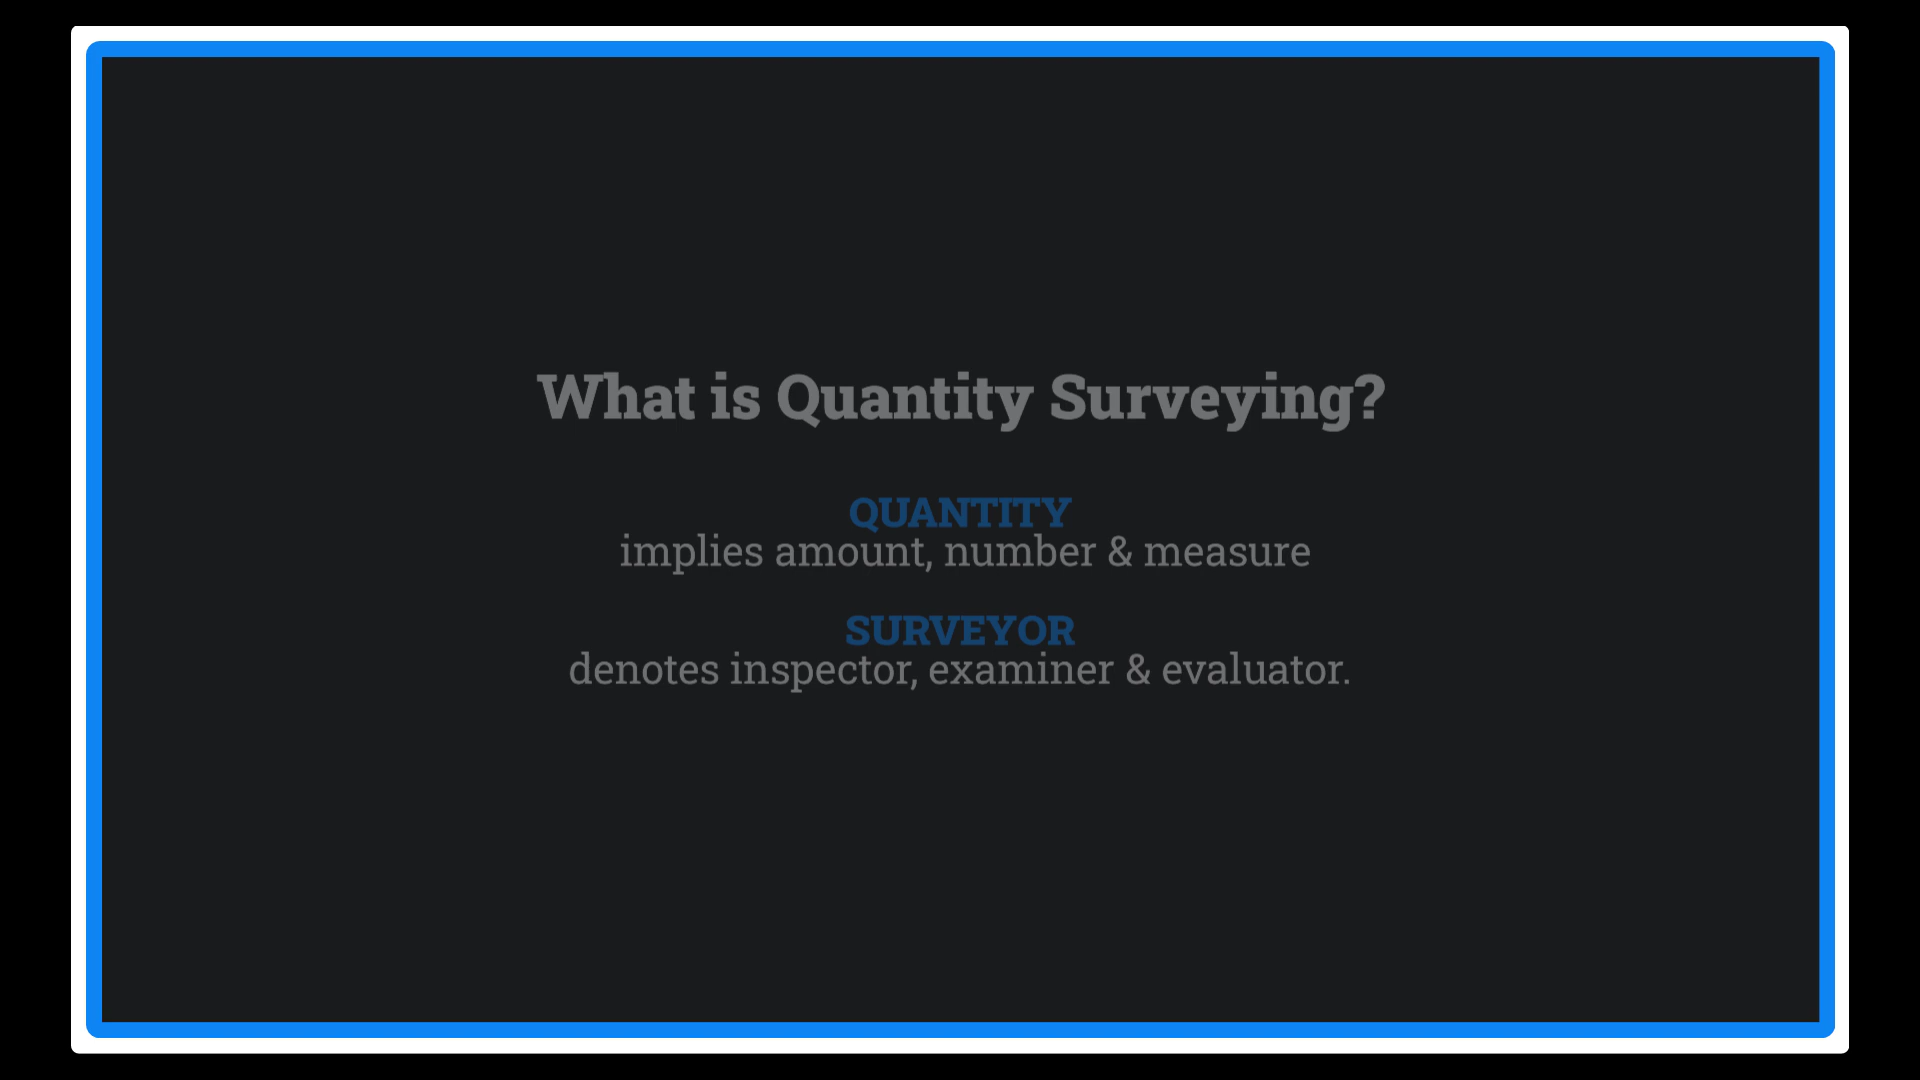 What is Quantity Surveying?
QUANTITY
implies amount, number & measure
SURVEYOR
denotes inspector, examiner & evaluator.